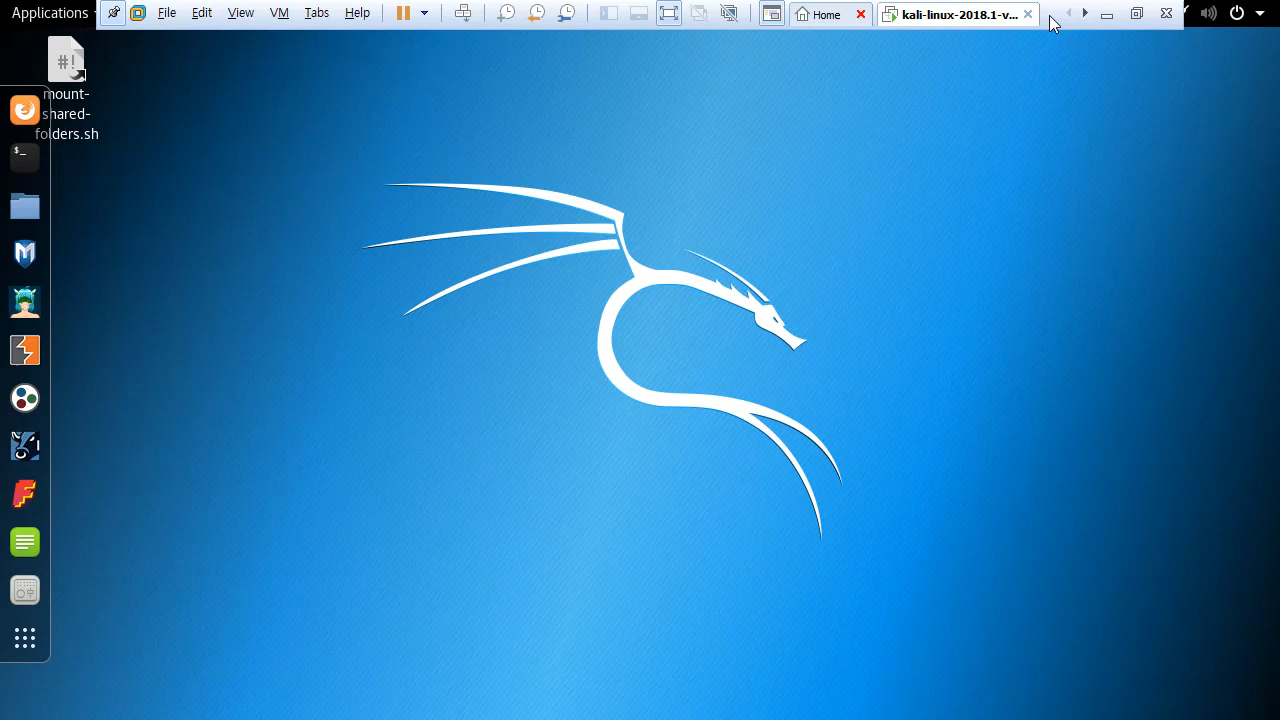 Applications
File Edit View VM Tabs Help
Home
kali-linux-2018.1-v...
#!
mount-
shared-
folders.sh
$_